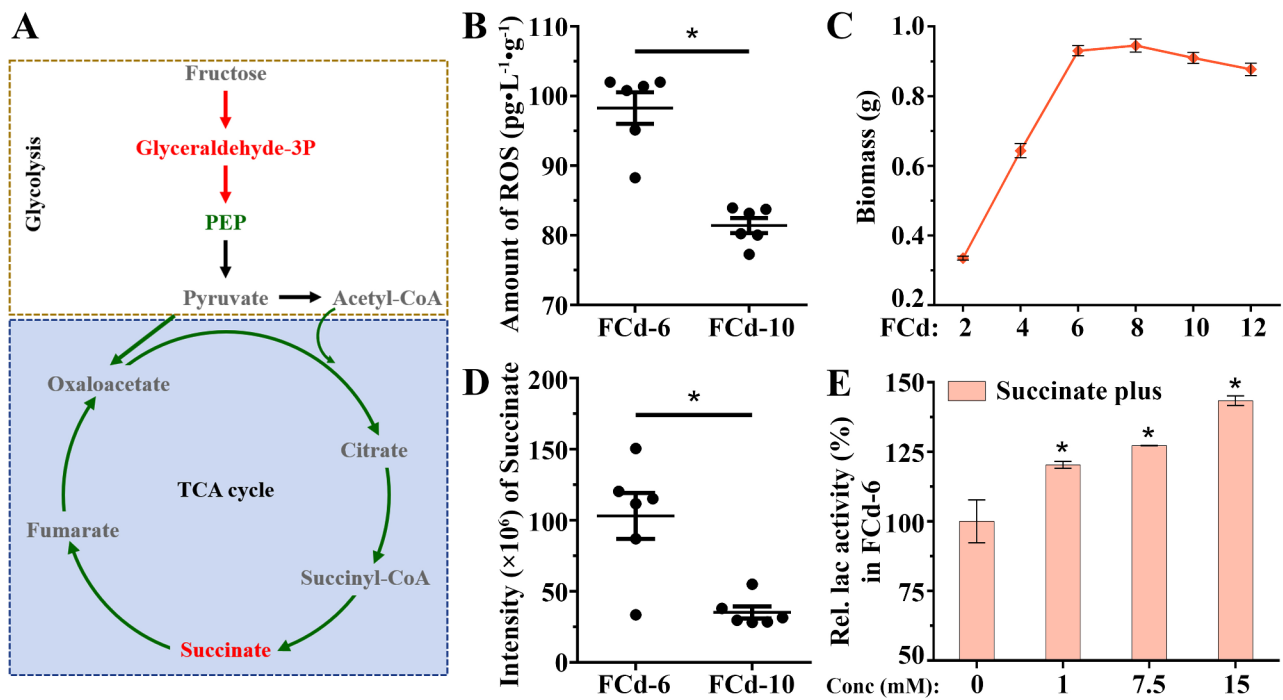 A
Glycolysis
Fructose
Glyceraldehyde-3P
PEP
Pyruvate
Acetyl-CoA
Oxaloacetate
Citrate
TCA cycle
Fumarate
Succinyl-CoA
Succinate
B
Amount of ROS (pg•L⁻¹•g⁻¹)
110
100
90
80
70
*
FCd-6 FCd-10
C
Biomass (g)
1.0
0.8
0.6
0.4
0.2
FCd: 2 4 6 8 10 12
D
Intensity (×10⁶) of Succinate
200
150
100
50
0
*
FCd-6 FCd-10
E
Rel. lac activity (%)
in FCd-6
150
125
100
75
50
Succinate plus
*
*
*
Conc (mM): 0 1 7.5 15